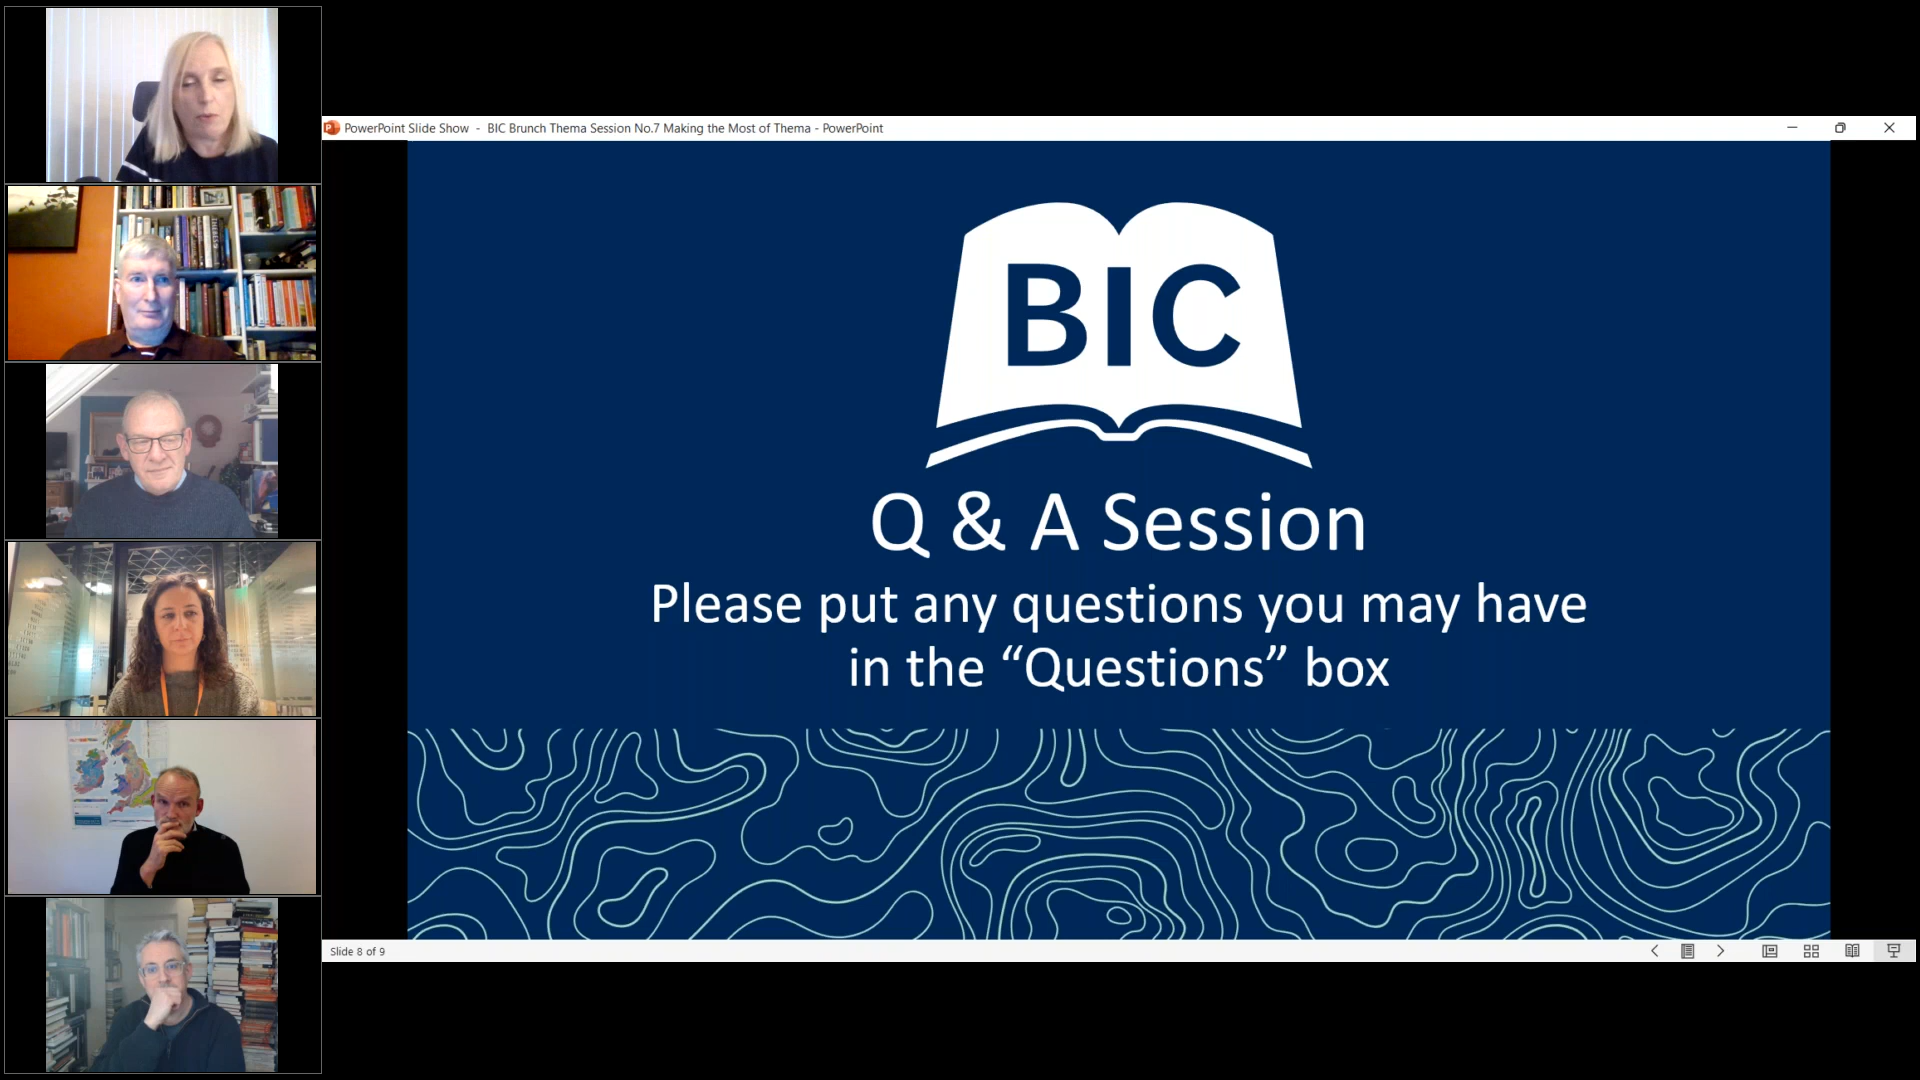 PowerPoint Slide Show - BIC Brunch Thema Session No.7 Making the Most of Thema - PowerPoint
BIC
Q & A Session
Please put any questions you may have
in the “Questions” box
Slide 8 of 9